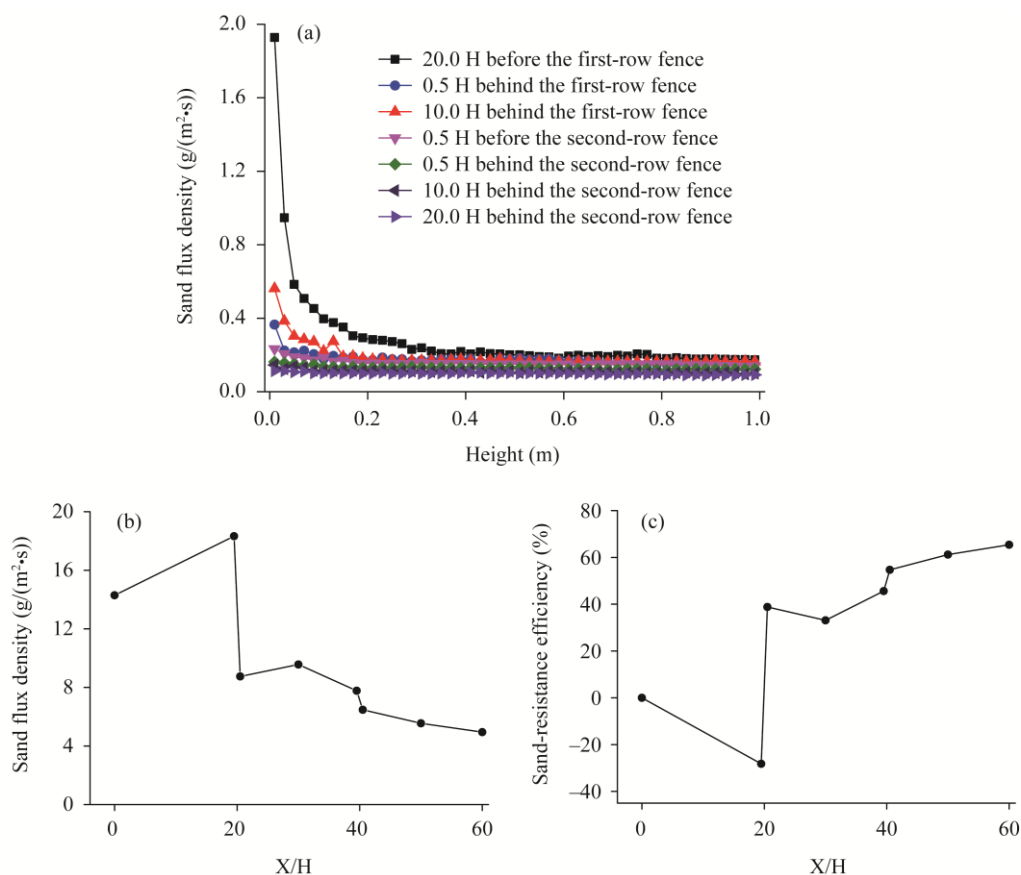 (a)
20.0 H before the first-row fence
0.5 H behind the first-row fence
10.0 H behind the first-row fence
0.5 H before the second-row fence
0.5 H behind the second-row fence
10.0 H behind the second-row fence
20.0 H behind the second-row fence
Sand flux density (g/(m²•s))
2.0
1.6
1.2
0.8
0.4
0.0
0.0 0.2 0.4 0.6 0.8 1.0
Height (m)
(b)
Sand flux density (g/(m²•s))
20
16
12
8
4
0
0 20 40 60
X/H
(c)
Sand-resistance efficiency (%)
80
60
40
20
0
–20
–40
0 20 40 60
X/H